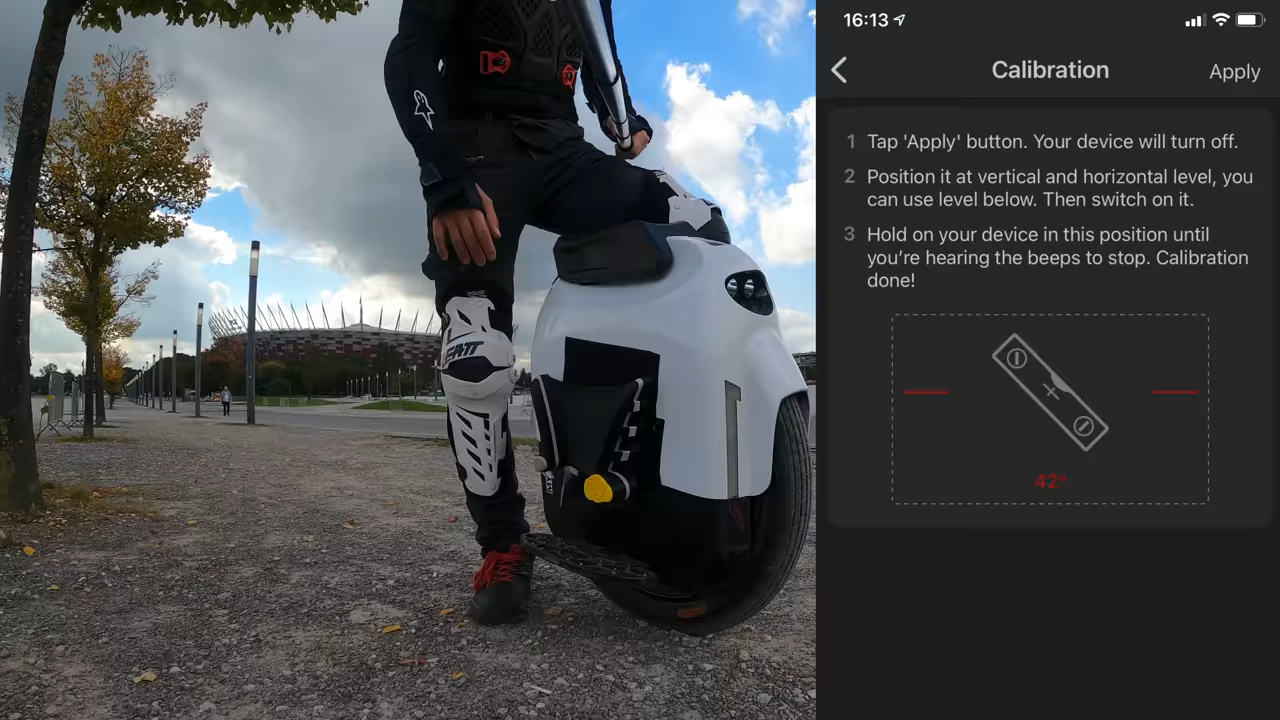 16:13
Calibration
Apply
1 Tap 'Apply' button. Your device will turn off.
2 Position it at vertical and horizontal level, you
can use level below. Then switch on it.
3 Hold on your device in this position until
you're hearing the beeps to stop. Calibration
done!
42°
LEATT